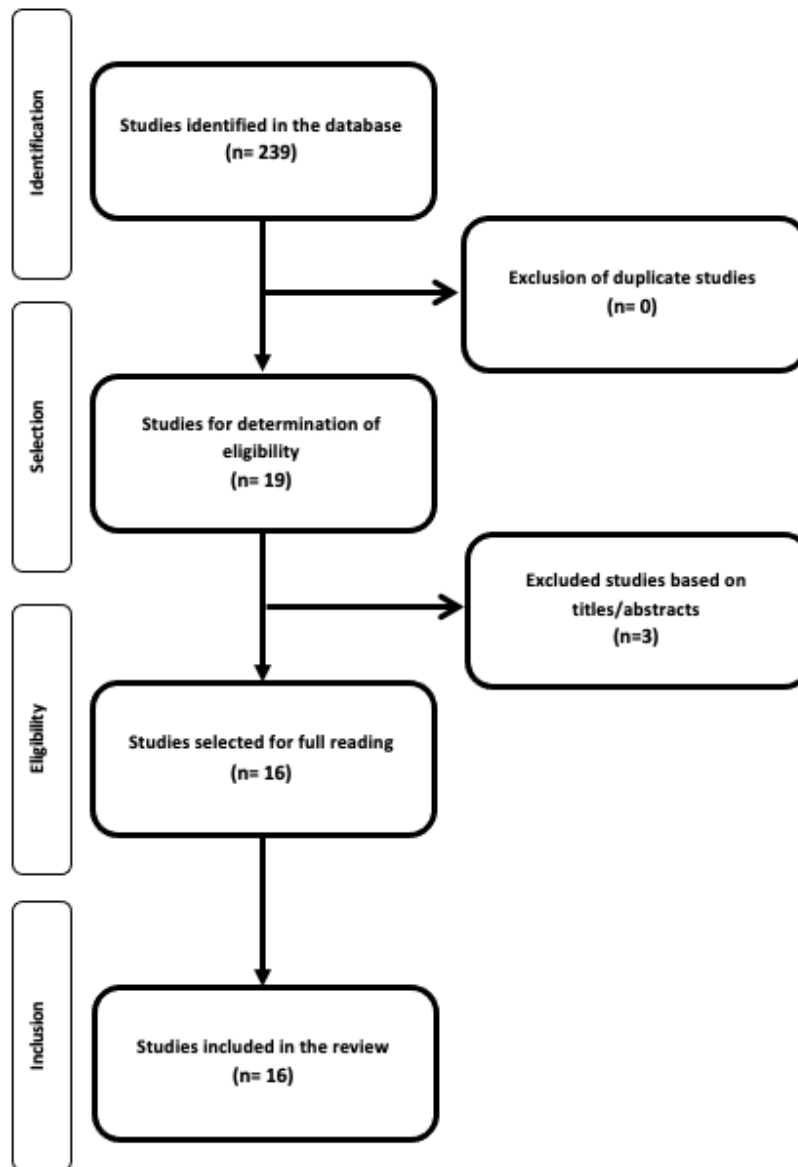 Identification
Studies identified in the database
(n= 239)
Exclusion of duplicate studies
(n= 0)
Selection
Studies for determination of
eligibility
(n= 19)
Excluded studies based on
titles/abstracts
(n=3)
Eligibility
Studies selected for full reading
(n= 16)
Inclusion
Studies included in the review
(n= 16)